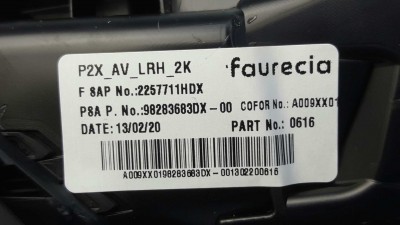 P2X_AV_LRH_2K faurecia
F SAP No.:2257711HDX
PSA P. No.:98283683DX-00 COFOR No.: A009XX01
DATE: 13/02/20 PART No.: 0616
A009XX0198283683DX-001302200616